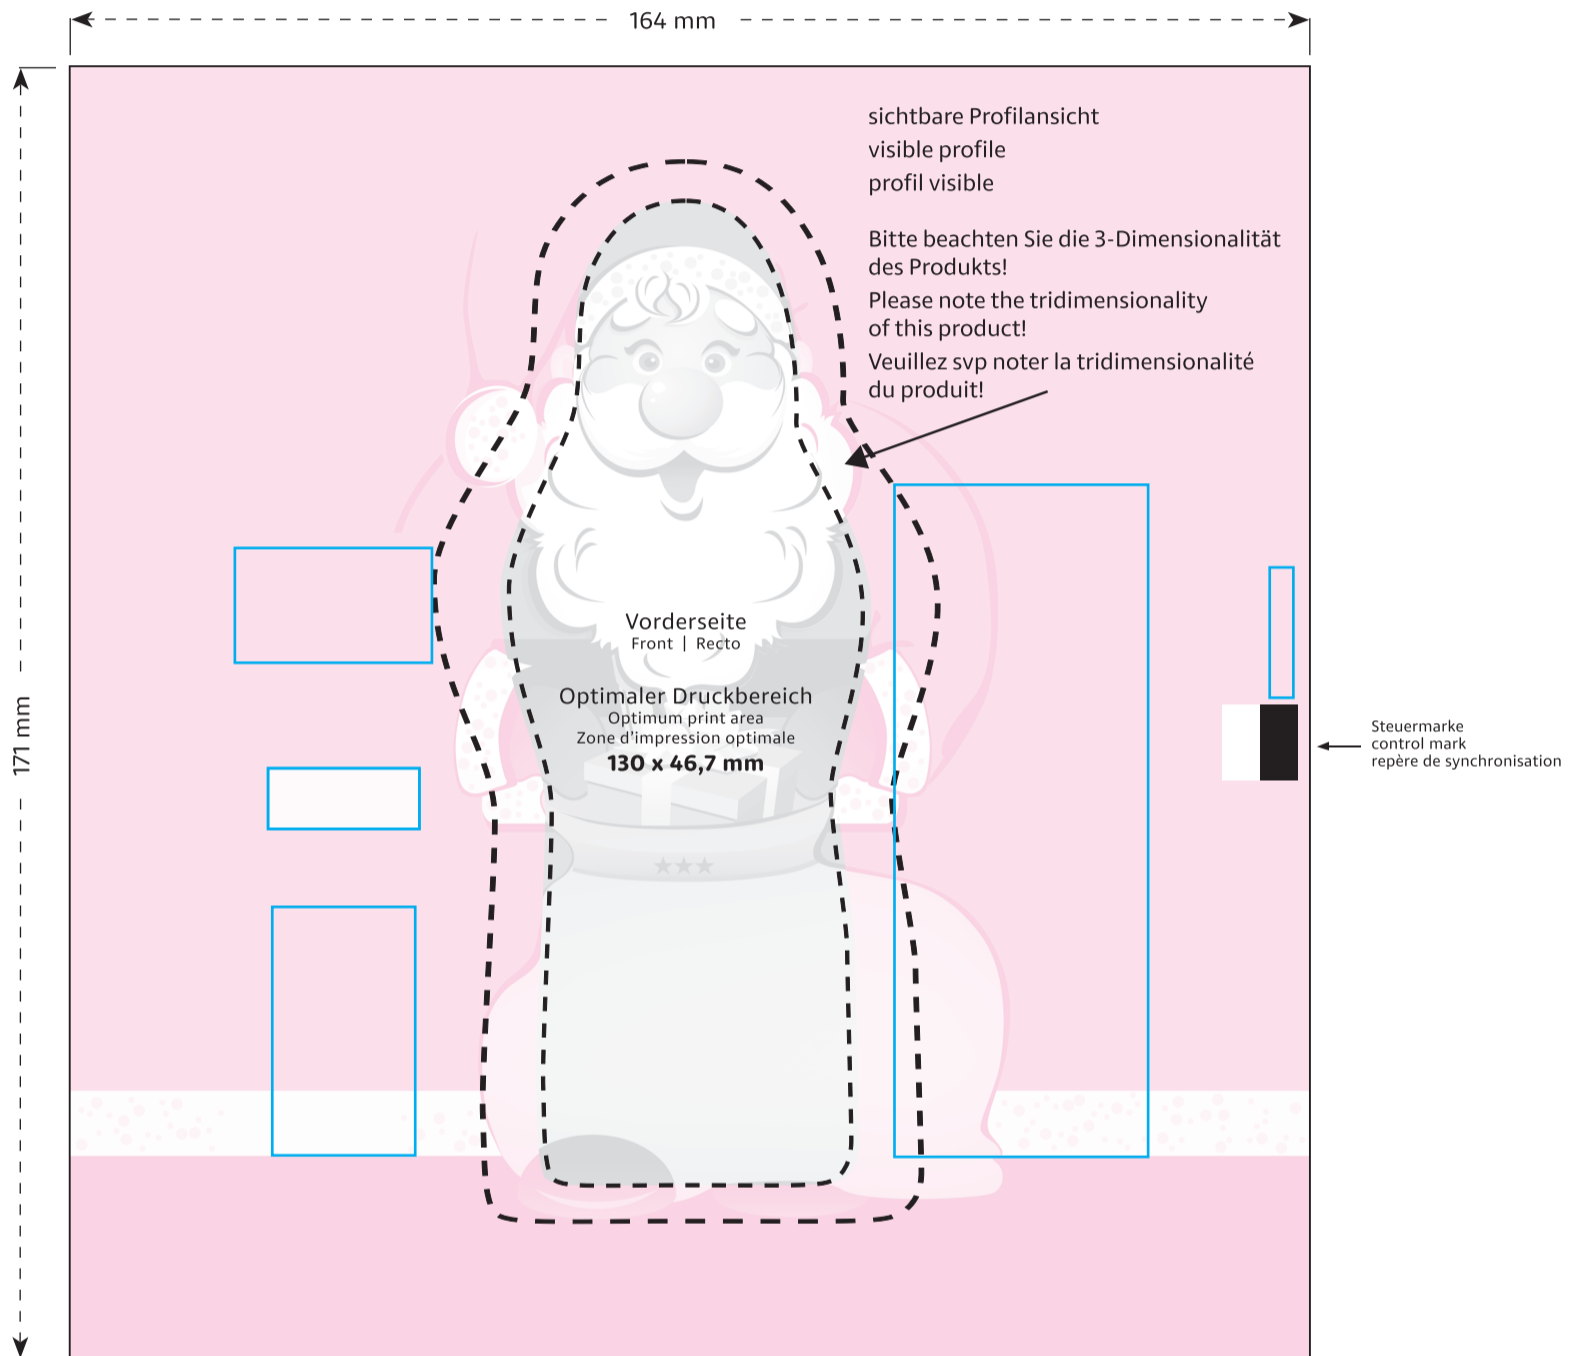 164 mm
sichtbare Profilansicht
visible profile
profil visible
Bitte beachten Sie die 3-Dimensionalität
des Produkts!
Please note the tridimensionality
of this product!
Veuillez svp noter la tridimensionalité
du produit!
Vorderseite
Front | Recto
Optimaler Druckbereich
Optimum print area
Zone d'impression optimale
130 x 46,7 mm
171 mm
Steuermarke
control mark
repère de synchronisation